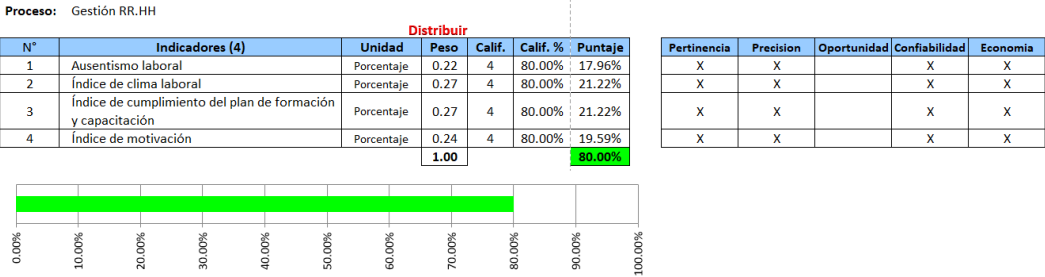 Proceso: Gestión RR.HH
Distribuir
N° Indicadores (4) Unidad Peso Calif. Calif. % Puntaje Pertinencia Precision Oportunidad Confiabilidad Economia
1 Ausentismo laboral Porcentaje 0.22 4 80.00% 17.96% X X X X
2 Índice de clima laboral Porcentaje 0.27 4 80.00% 21.22% X X X X
3 Índice de cumplimiento del plan de formación
y capacitación Porcentaje 0.27 4 80.00% 21.22% X X X X
4 Índice de motivación Porcentaje 0.24 4 80.00% 19.59% X X X X
1.00 80.00%
0.00% 10.00% 20.00% 30.00% 40.00% 50.00% 60.00% 70.00% 80.00% 90.00% 100.00%